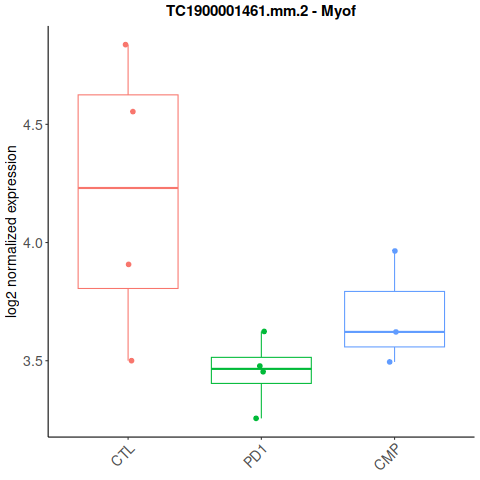 TC1900001461.mm.2 - Myof
log2 normalized expression
4.5
4.0
3.5
CTL
PD1
CMP